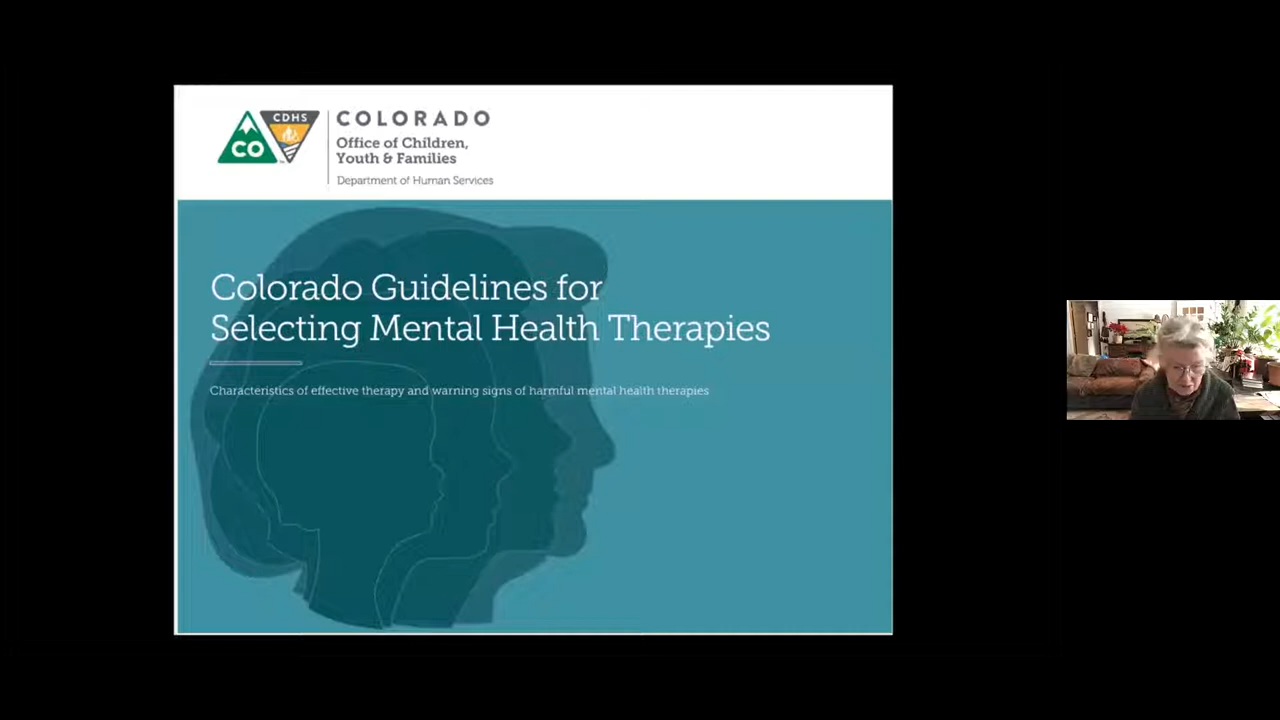 CDHS
CO
COLORADO
Office of Children,
Youth & Families
Department of Human Services
Colorado Guidelines for
Selecting Mental Health Therapies
Characteristics of effective therapy and warning signs of harmful mental health therapies